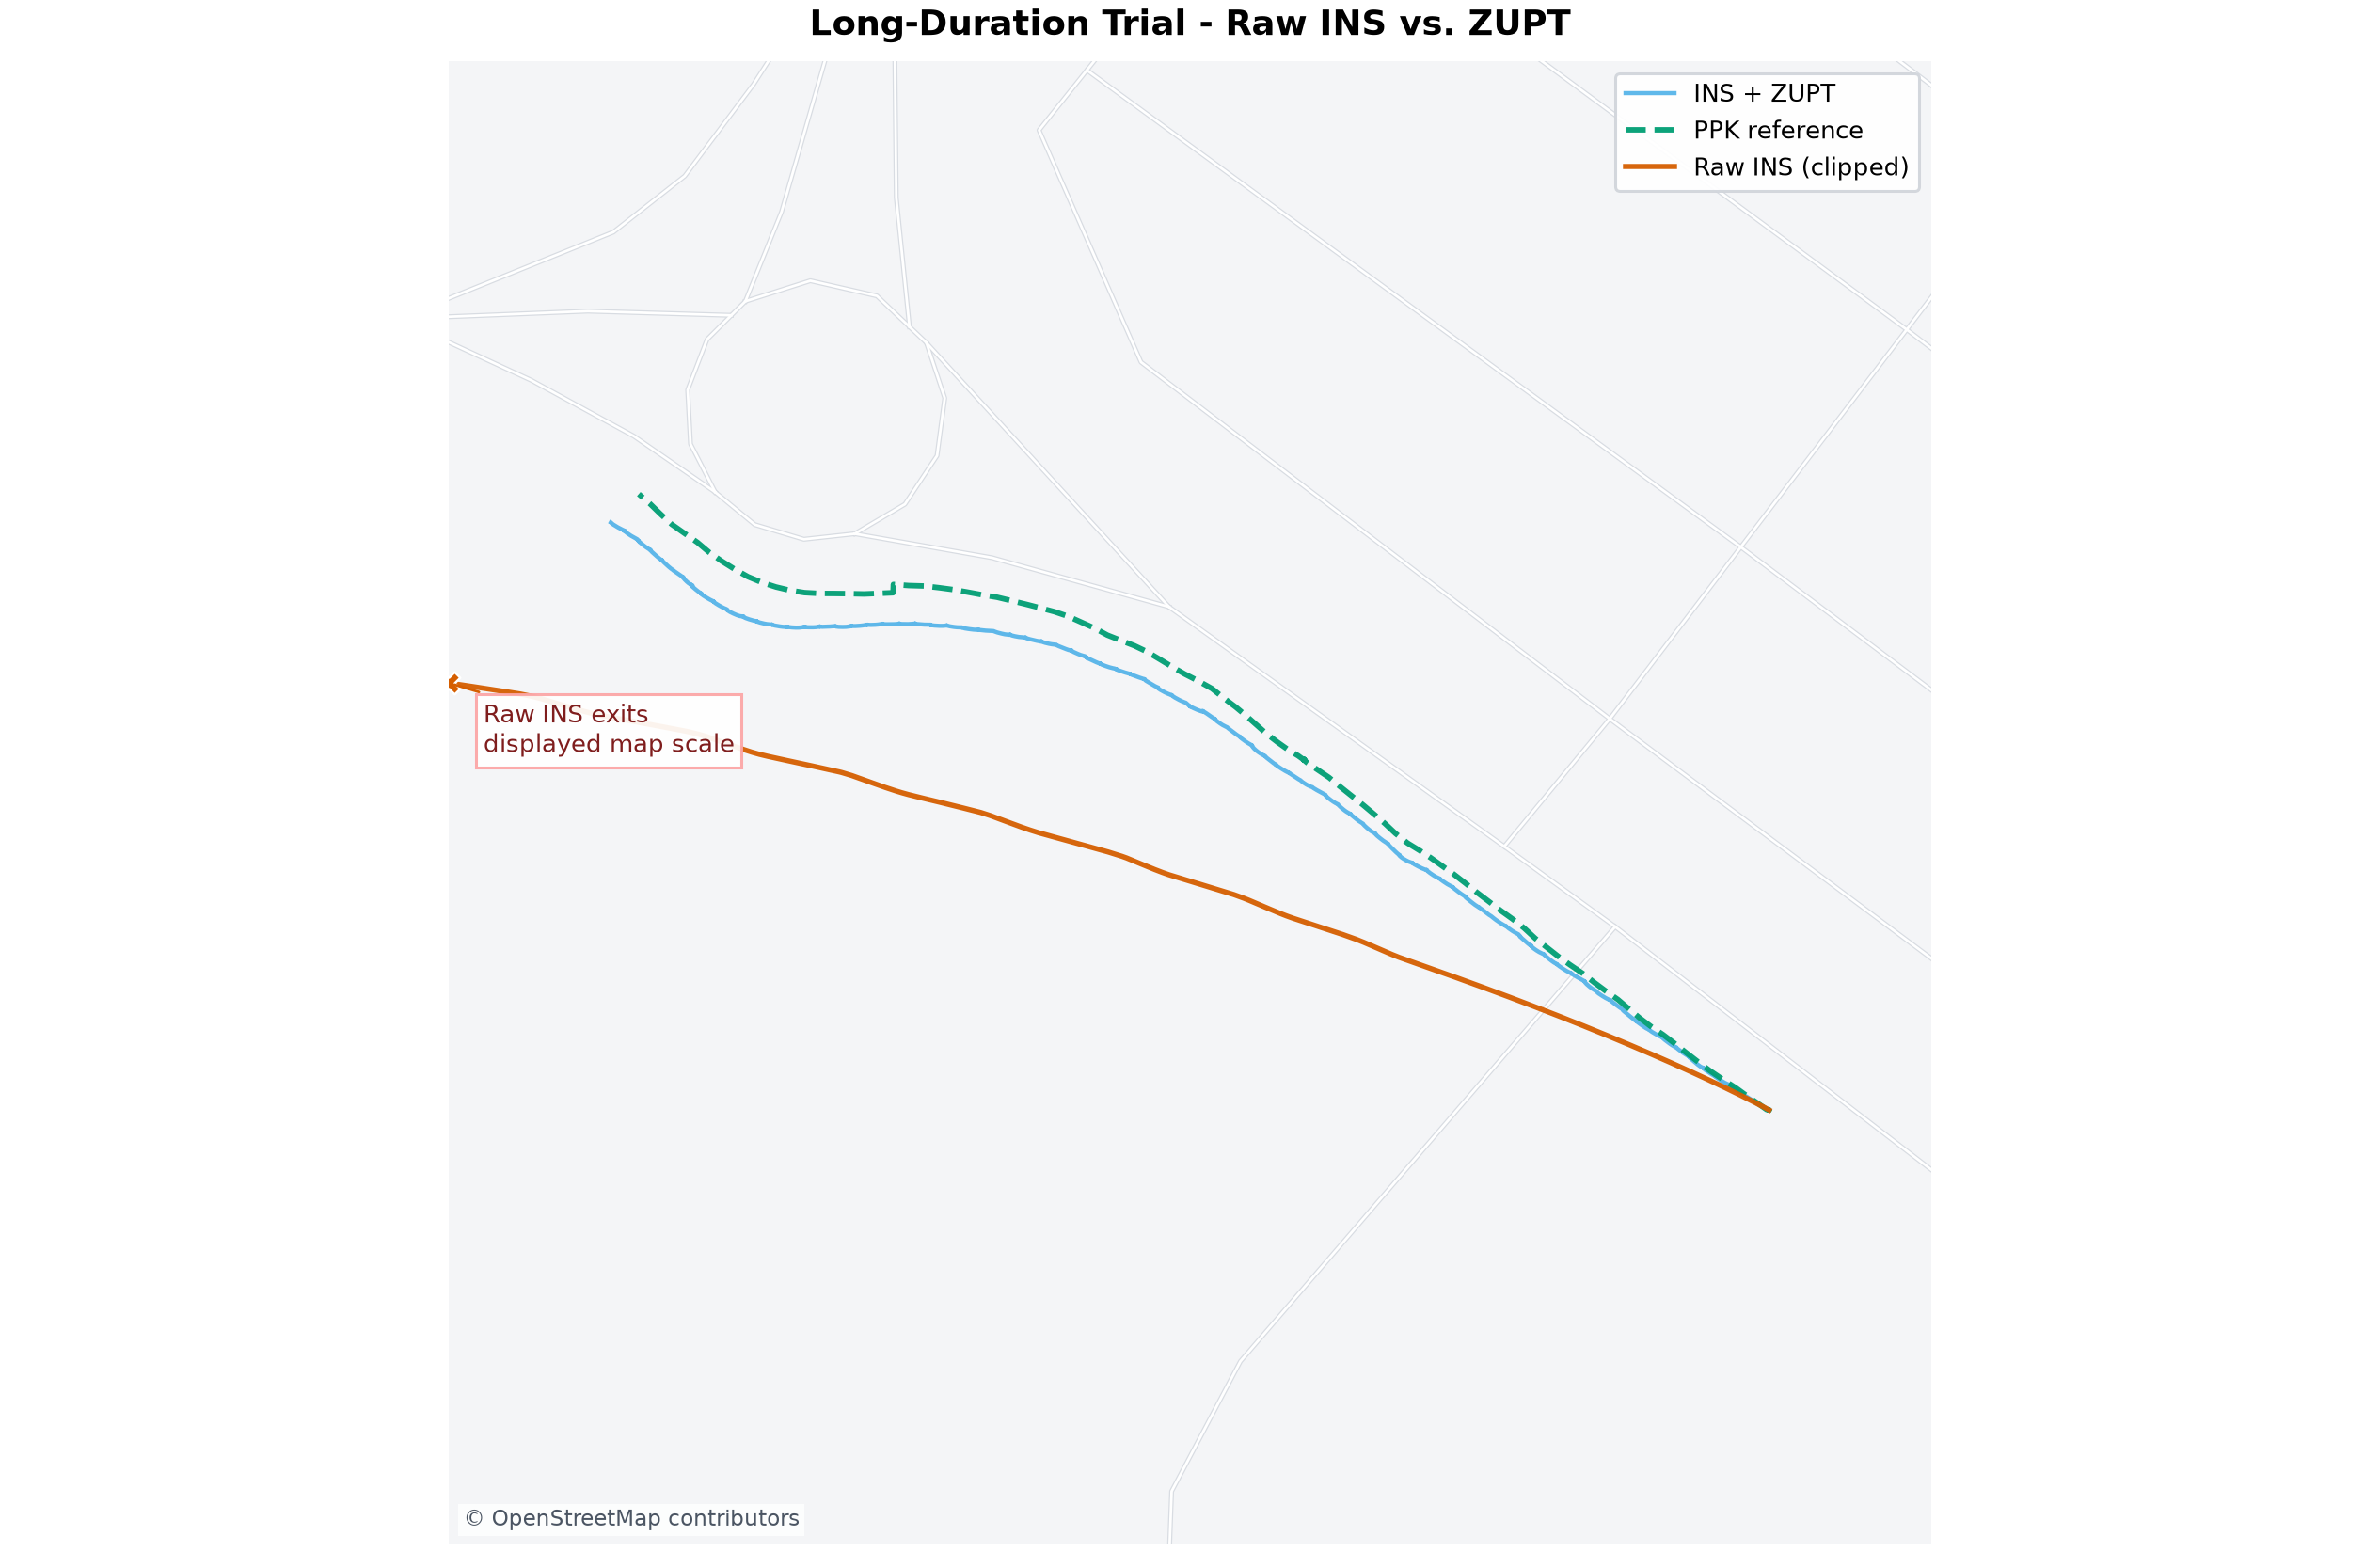 Long-Duration Trial - Raw INS vs. ZUPT
INS + ZUPT
PPK reference
Raw INS (clipped)
Raw INS exits
displayed map scale
© OpenStreetMap contributors